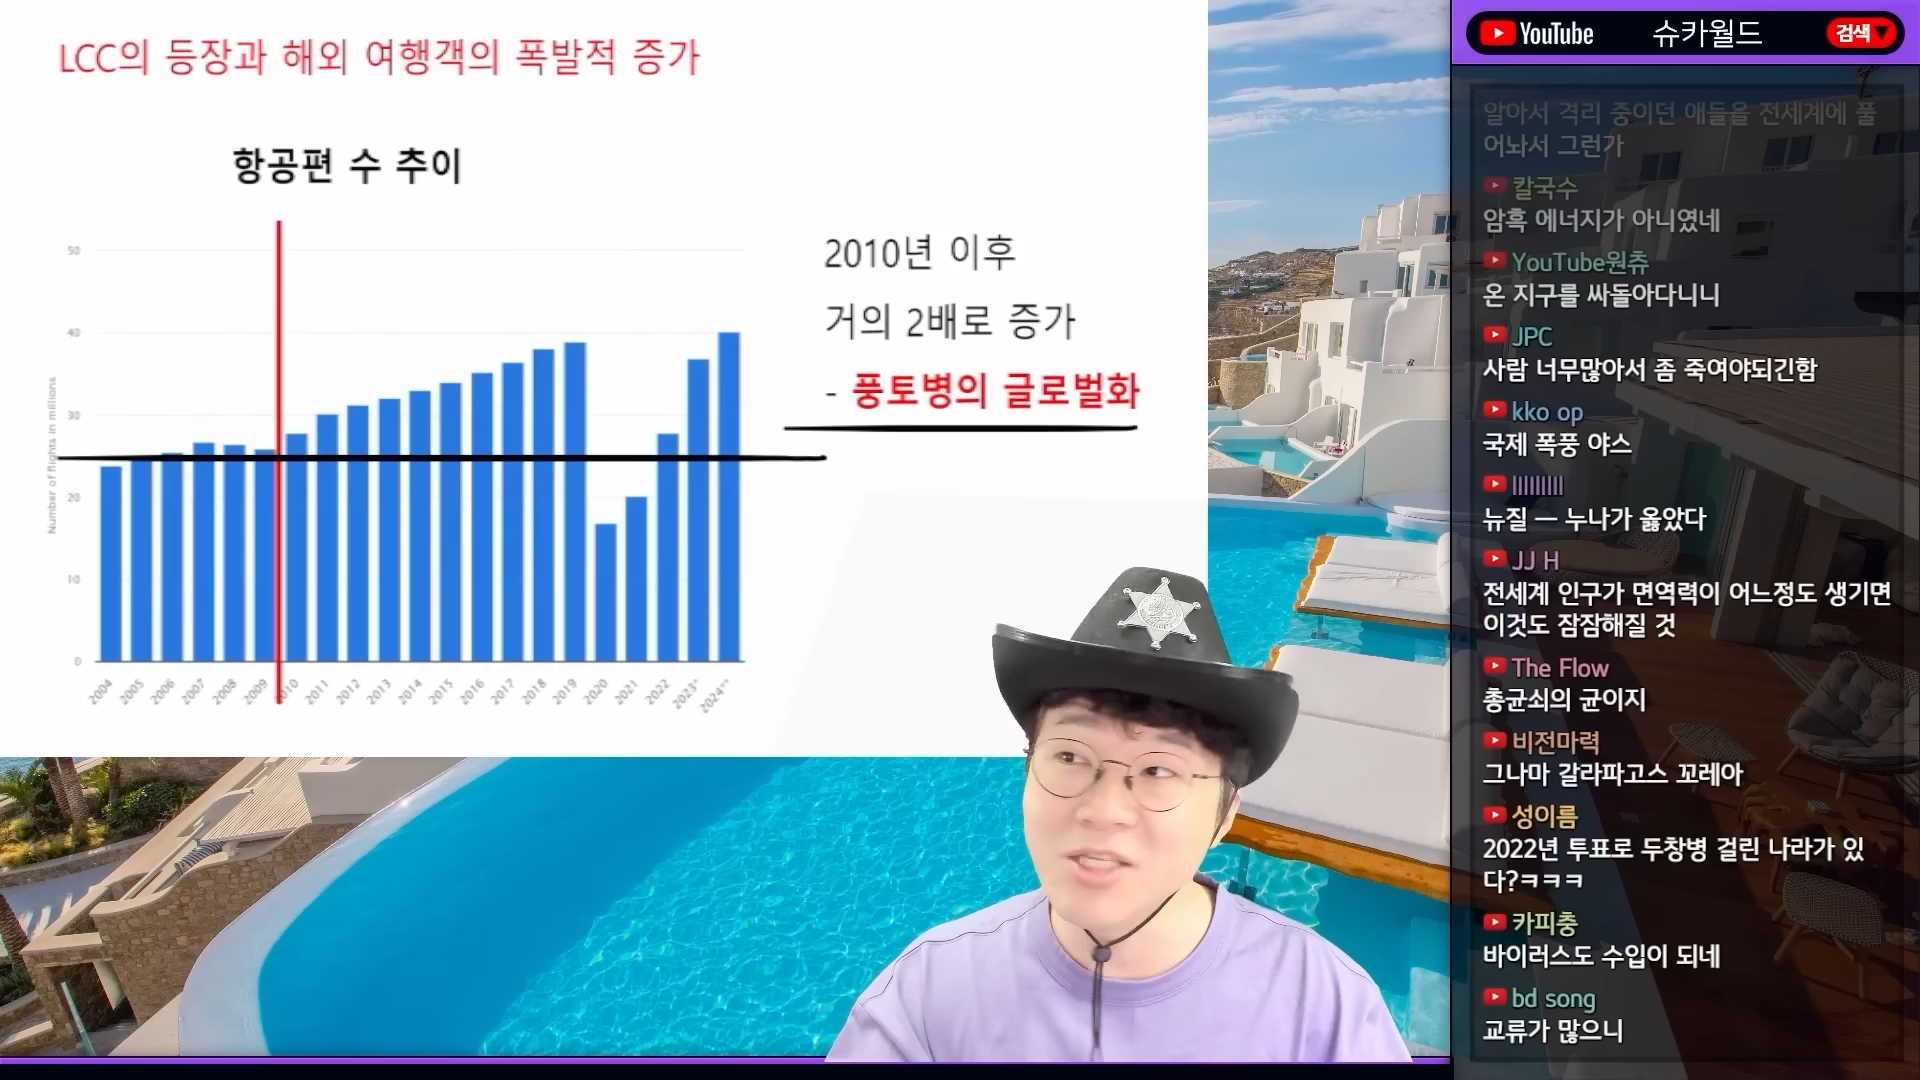 LCC의 등장과 해외 여행객의 폭발적 증가
항공편 수 추이
Number of flights in millions
50
40
30
20
10
0
2004 2005 2006 2007 2008 2009 2010 2011 2012 2013 2014 2015 2016 2017 2018 2019 2020 2021 2022 2023* 2024**
2010년 이후
거의 2배로 증가
- 풍토병의 글로벌화
YouTube 슈카월드 검색
알아서 격리 중이던 애들을 전세계에 풀
어놔서 그런가
칼국수
암흑 에너지가 아니였네
YouTube원츄
온 지구를 싸돌아다니니
JPC
사람 너무많아서 좀 죽여야되긴함
kko op
국제 폭풍 야스
lllllllll
뉴질 — 누나가 옳았다
JJ H
전세계 인구가 면역력이 어느정도 생기면
이것도 잠잠해질 것
The Flow
총균쇠의 균이지
비전마력
그나마 갈라파고스 꼬레아
성이름
2022년 투표로 두창병 걸린 나라가 있
다?ㅋㅋㅋ
카피충
바이러스도 수입이 되네
bd song
교류가 많으니